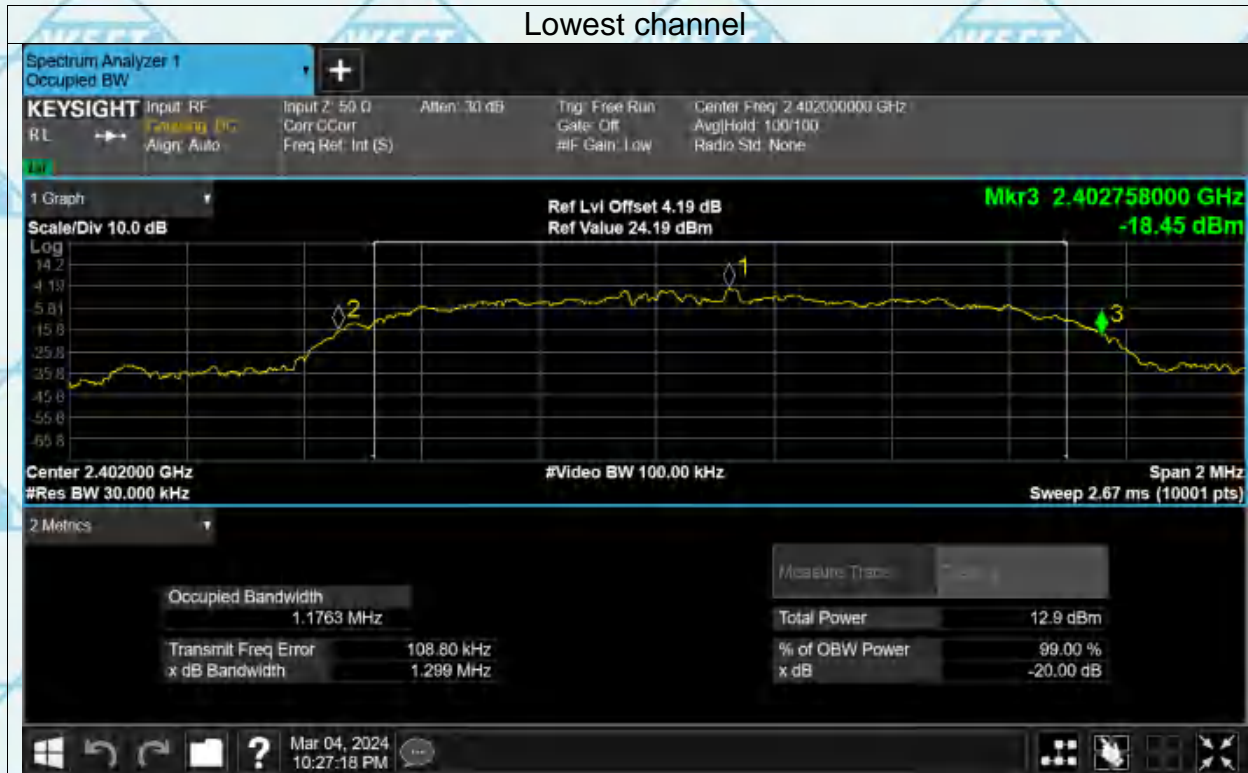 Lowest channel
Spectrum Analyzer 1
Occupied BW
+
KEYSIGHT
RL
Input: RF
Coupling: DC
Align: Auto
Input Z: 50 Ω
Corr CCorr
Freq Ref: Int (S)
Atten: 30 dB
Trig: Free Run
Gate: Off
#IF Gain: Low
Center Freq: 2.402000000 GHz
Avg|Hold: 100/100
Radio Std: None
1 Graph
Scale/Div 10.0 dB
Ref Lvl Offset 4.19 dB
Ref Value 24.19 dBm
Mkr3 2.402758000 GHz
-18.45 dBm
Log
14.2
4.19
-5.81
-15.8
-25.8
-35.8
-45.8
-55.8
-65.8
1
2
3
Center 2.402000 GHz
#Video BW 100.00 kHz
Span 2 MHz
#Res BW 30.000 kHz
Sweep 2.67 ms (10001 pts)
2 Metrics
Measure Trace
Occupied Bandwidth
1.1763 MHz
Total Power 12.9 dBm
Transmit Freq Error 108.80 kHz
% of OBW Power 99.00 %
x dB Bandwidth 1.299 MHz
x dB -20.00 dB
?
Mar 04, 2024
10:27:18 PM